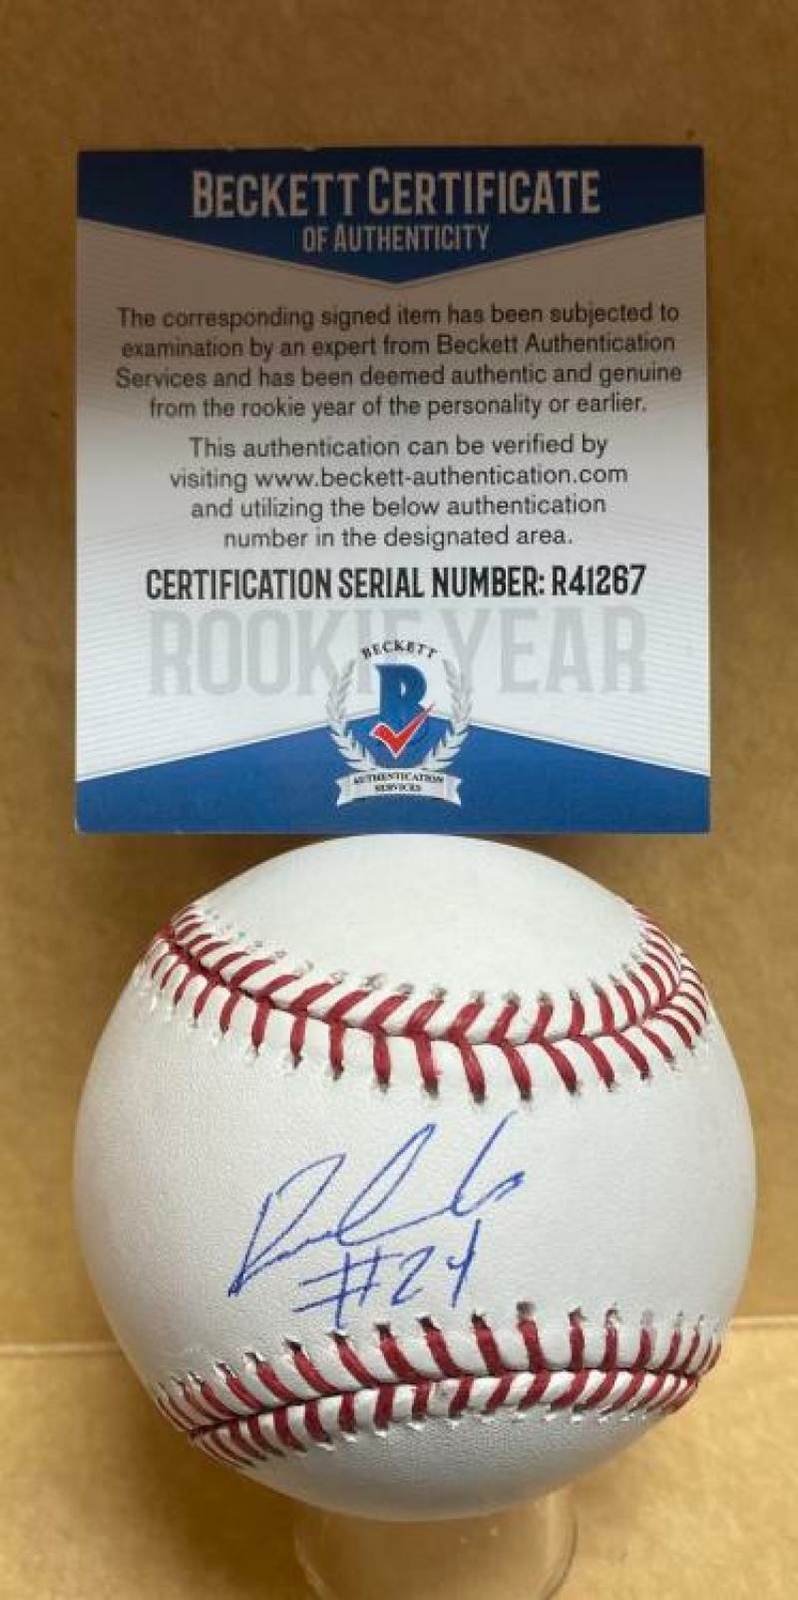 BECKETT CERTIFICATE
OF AUTHENTICITY
The corresponding signed item has been subjected to
examination by an expert from Beckett Authentication
Services and has been deemed authentic and genuine
from the rookie year of the personality or earlier.
This authentication can be verified by
visiting www.beckett-authentication.com
and utilizing the below authentication
number in the designated area.
CERTIFICATION SERIAL NUMBER: R41267
ROOKIE YEAR
BECKETT
B
AUTHENTICATION
SERVICES
#24